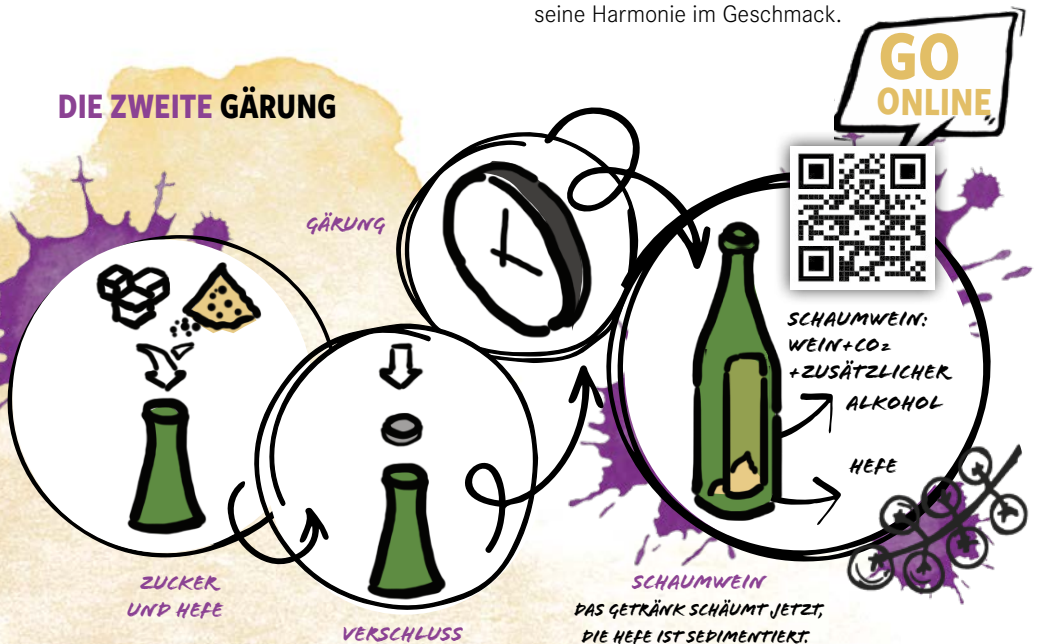 seine Harmonie im Geschmack.
GO
ONLINE
DIE ZWEITE GÄRUNG
GÄRUNG
SCHAUMWEIN:
WEIN+CO₂
+ZUSÄTZLICHER
ALKOHOL
HEFE
ZUCKER
UND HEFE
VERSCHLUSS
SCHAUMWEIN
DAS GETRÄNK SCHÄUMT JETZT,
DIE HEFE IST SEDIMENTIERT.